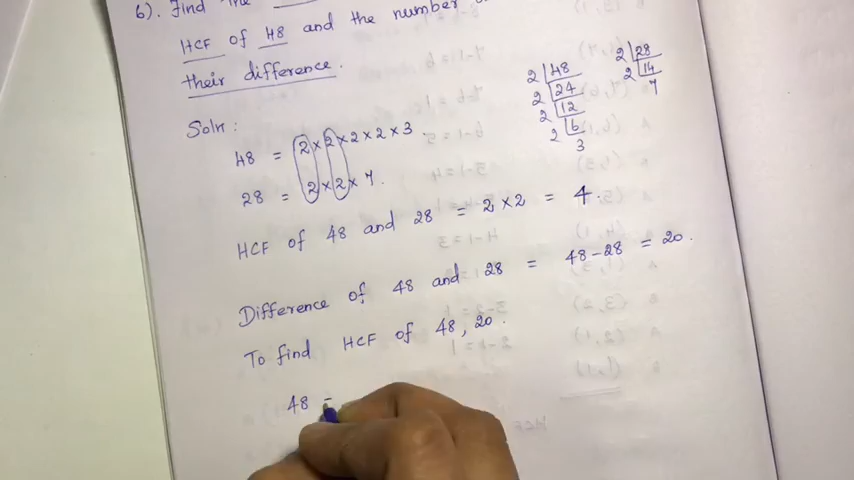 6). Find the
HCF of 48 and the number
their difference.
Soln :
48 = 2 × 2 × 2 × 2 × 3
28 = 2 × 2 × 7.
2 | 48
2 | 24
2 | 12
2 | 6
3
2 | 28
2 | 14
7
HCF of 48 and 28 = 2 × 2 = 4.
Difference of 48 and 28 = 48 - 28 = 20.
To find HCF of 48, 20.
48 =